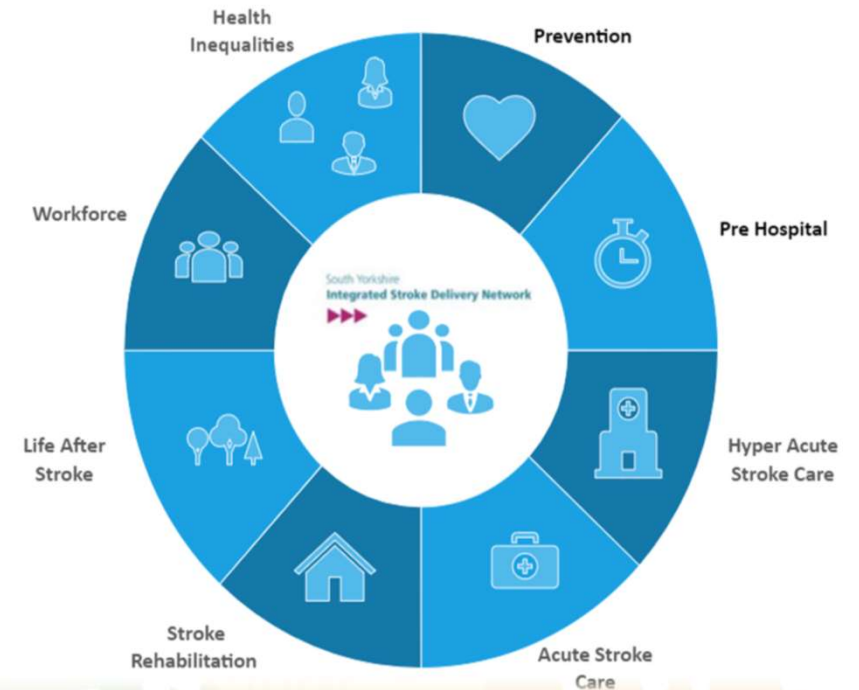 Health
Inequalities
Prevention
Workforce
Pre Hospital
South Yorkshire
Integrated Stroke Delivery Network
Life After
Stroke
Hyper Acute
Stroke Care
Stroke
Rehabilitation
Acute Stroke
Care